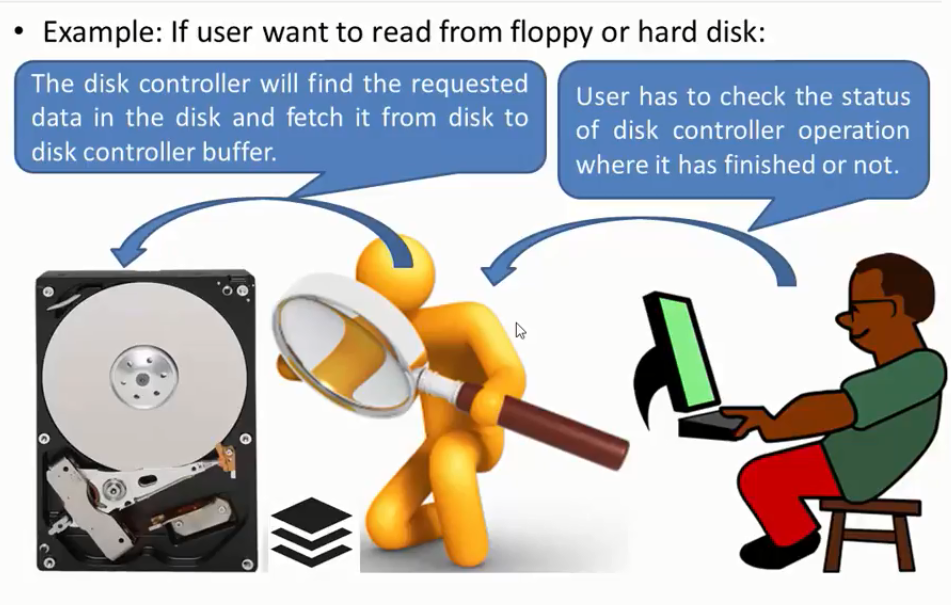 • Example: If user want to read from floppy or hard disk:
The disk controller will find the requested
data in the disk and fetch it from disk to
disk controller buffer.
User has to check the status
of disk controller operation
where it has finished or not.